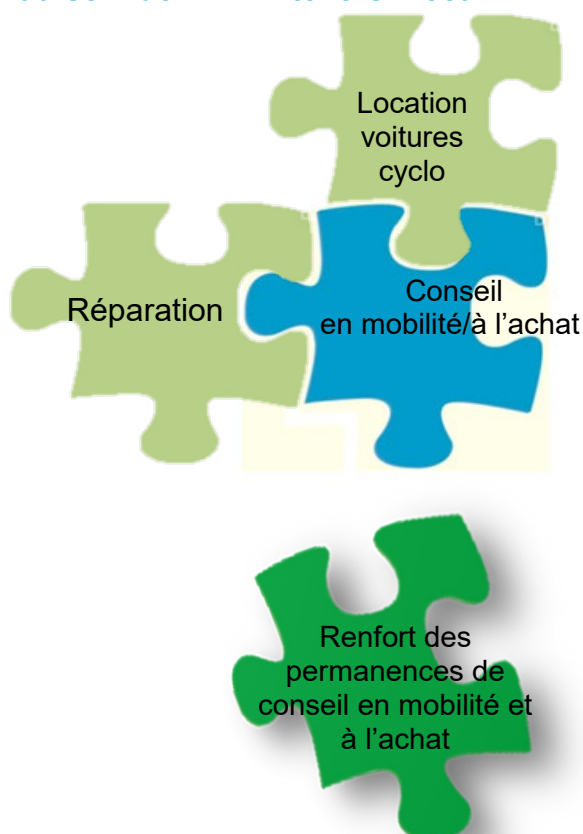 Location
voitures
cyclo
Réparation
Conseil
en mobilité/à l’achat
Renfort des
permanences de
conseil en mobilité et
à l’achat